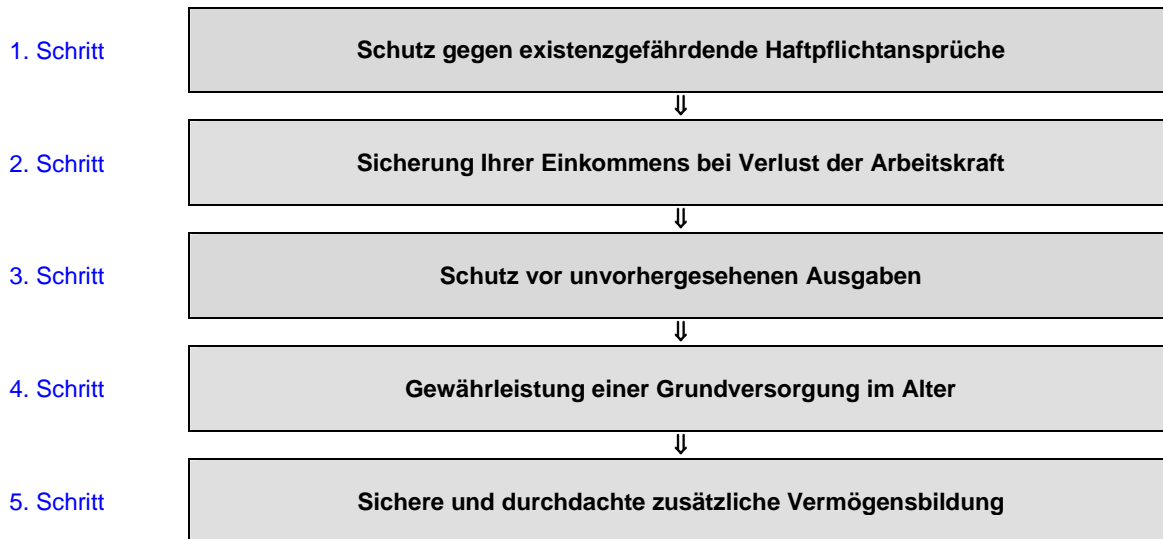 1. Schritt Schutz gegen existenzgefährdende Haftpflichtansprüche
⇓
2. Schritt Sicherung Ihrer Einkommens bei Verlust der Arbeitskraft
⇓
3. Schritt Schutz vor unvorhergesehenen Ausgaben
⇓
4. Schritt Gewährleistung einer Grundversorgung im Alter
⇓
5. Schritt Sichere und durchdachte zusätzliche Vermögensbildung